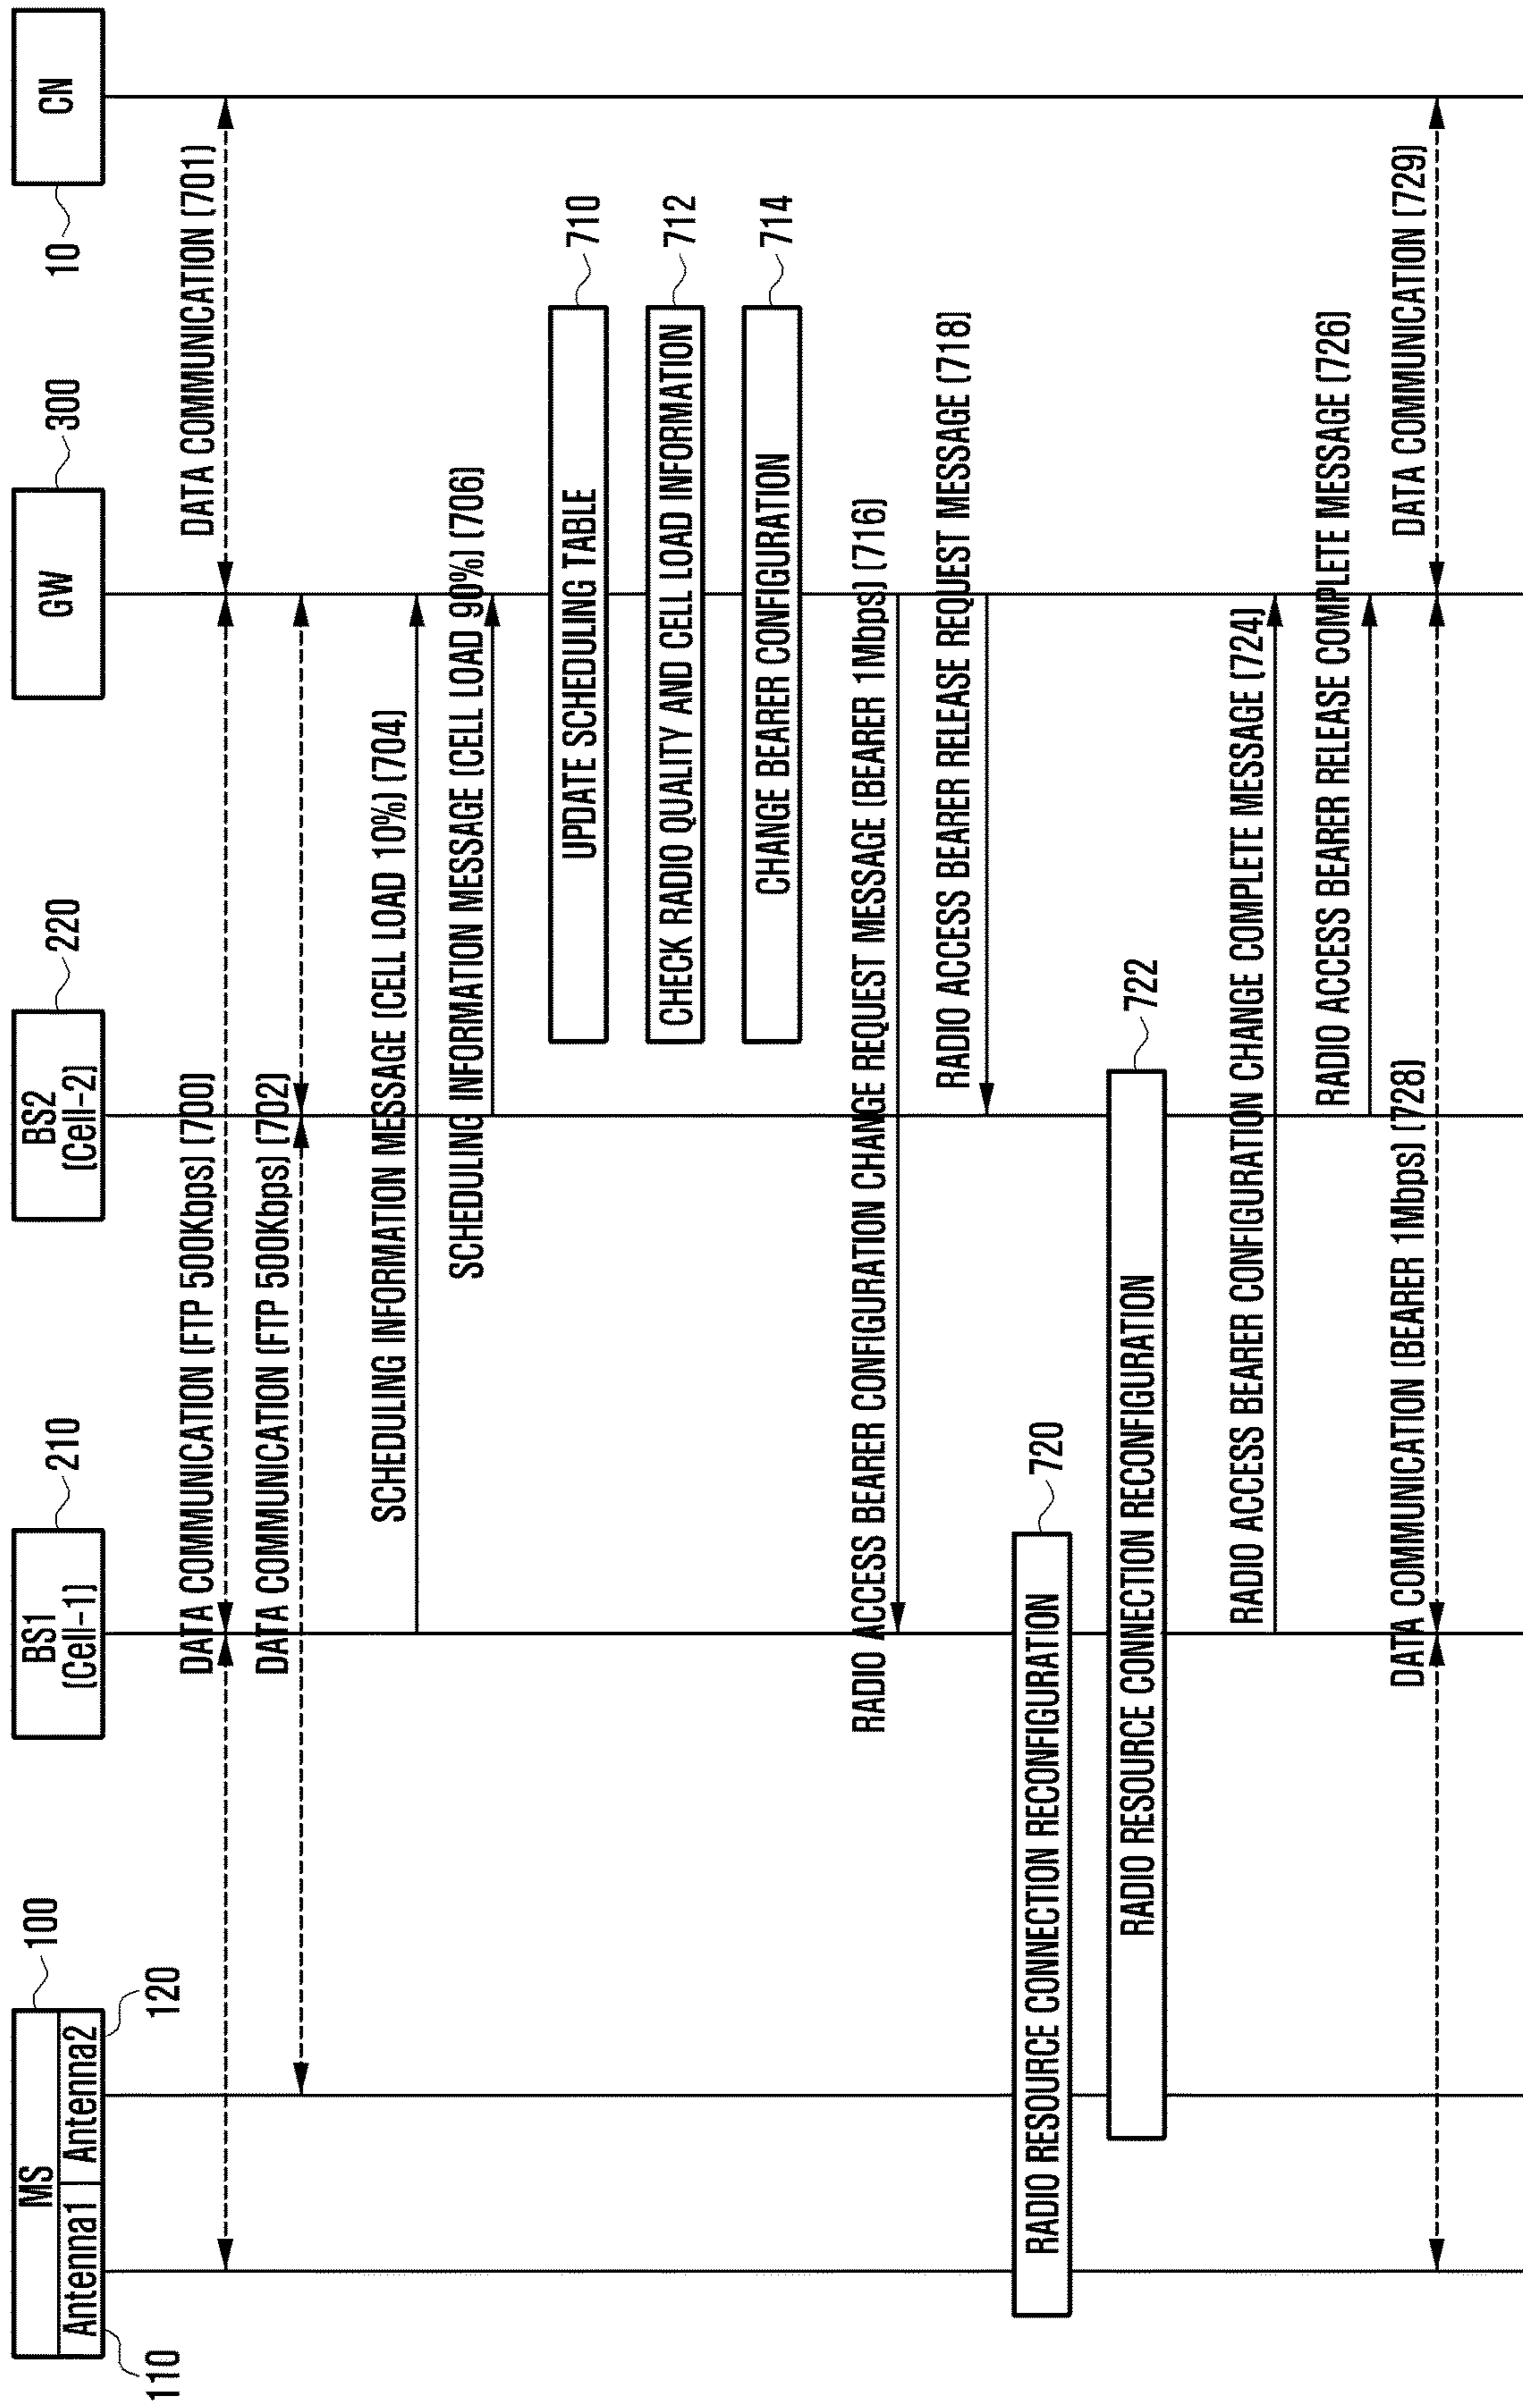 MS
100
Antenna1
Antenna2
110
120
BS1
(Cell-1)
210
BS2
(Cell-2)
220
GW
300
CN
10
DATA COMMUNICATION (FTP 500Kbps) (700)
DATA COMMUNICATION (701)
DATA COMMUNICATION (FTP 500Kbps) (702)
SCHEDULING INFORMATION MESSAGE (CELL LOAD 10%) (704)
SCHEDULING INFORMATION MESSAGE (CELL LOAD 90%) (706)
UPDATE SCHEDULING TABLE
710
CHECK RADIO QUALITY AND CELL LOAD INFORMATION
712
CHANGE BEARER CONFIGURATION
714
RADIO ACCESS BEARER CONFIGURATION CHANGE REQUEST MESSAGE (BEARER 1Mbps) (716)
RADIO ACCESS BEARER RELEASE REQUEST MESSAGE (718)
RADIO RESOURCE CONNECTION RECONFIGURATION
720
RADIO RESOURCE CONNECTION RECONFIGURATION
722
RADIO ACCESS BEARER CONFIGURATION CHANGE COMPLETE MESSAGE (724)
RADIO ACCESS BEARER RELEASE COMPLETE MESSAGE (726)
DATA COMMUNICATION (BEARER 1Mbps) (728)
DATA COMMUNICATION (729)